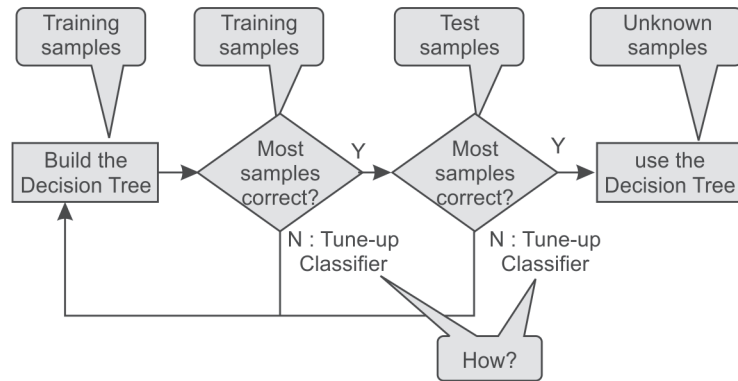 Training
samples
Training
samples
Test
samples
Unknown
samples
Build the
Decision Tree
Most
samples
correct?
Y
Most
samples
correct?
Y
use the
Decision Tree
N : Tune-up
Classifier
N : Tune-up
Classifier
How?